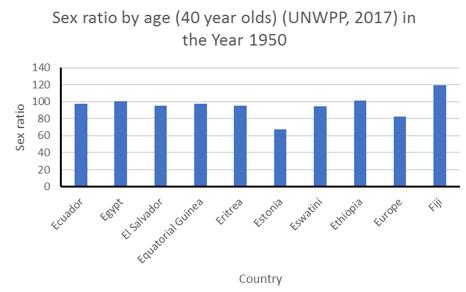 Sex ratio by age (40 year olds) (UNWPP, 2017) in
the Year 1950
140
120
100
80
60
40
20
0
Sex ratio
Ecuador
Egypt
El Salvador
Equatorial Guinea
Eritrea
Estonia
Eswatini
Ethiopia
Europe
Fiji
Country